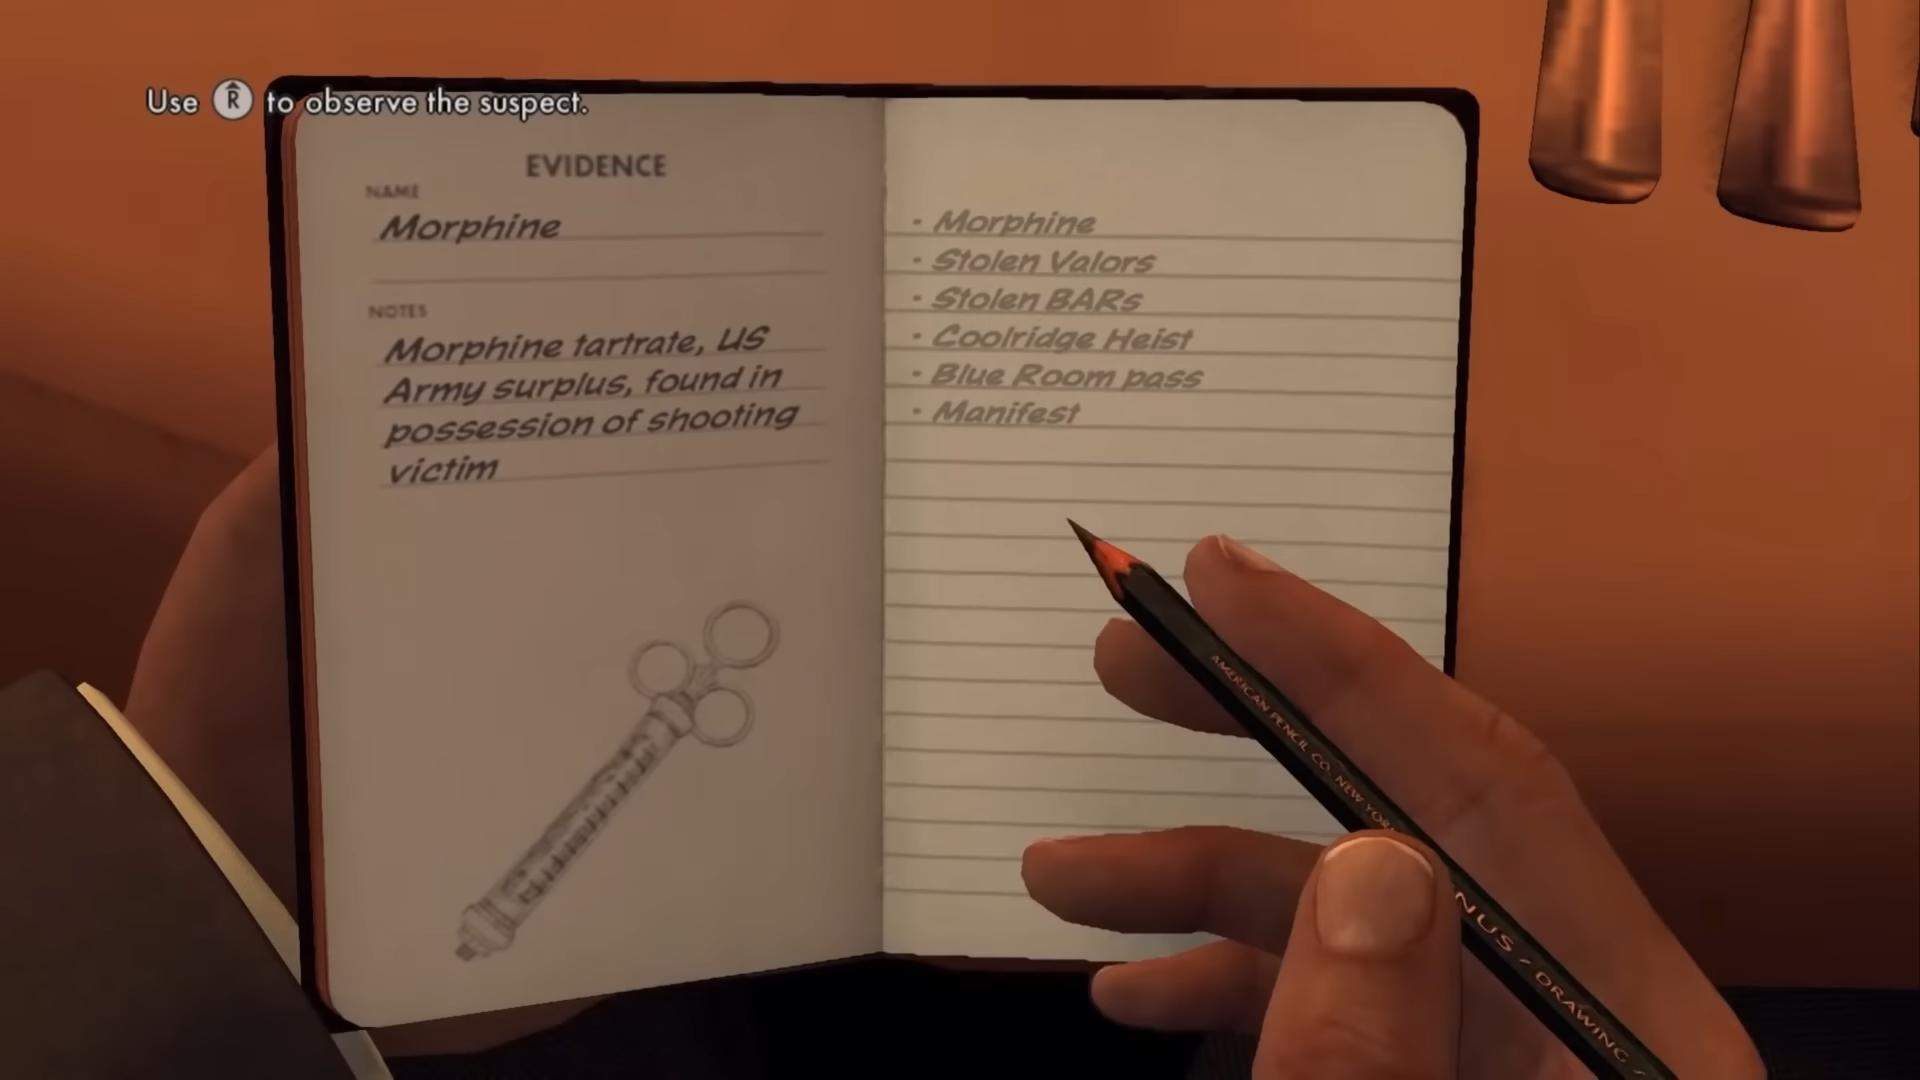 Use R to observe the suspect.
EVIDENCE
NAME
Morphine
NOTES
Morphine tartrate, US
Army surplus, found in
possession of shooting
victim
- Morphine
- Stolen Valors
- Stolen BARs
- Coolridge Heist
- Blue Room pass
- Manifest
AMERICAN PENCIL CO. NEW YORK
NUS / DRAWING /